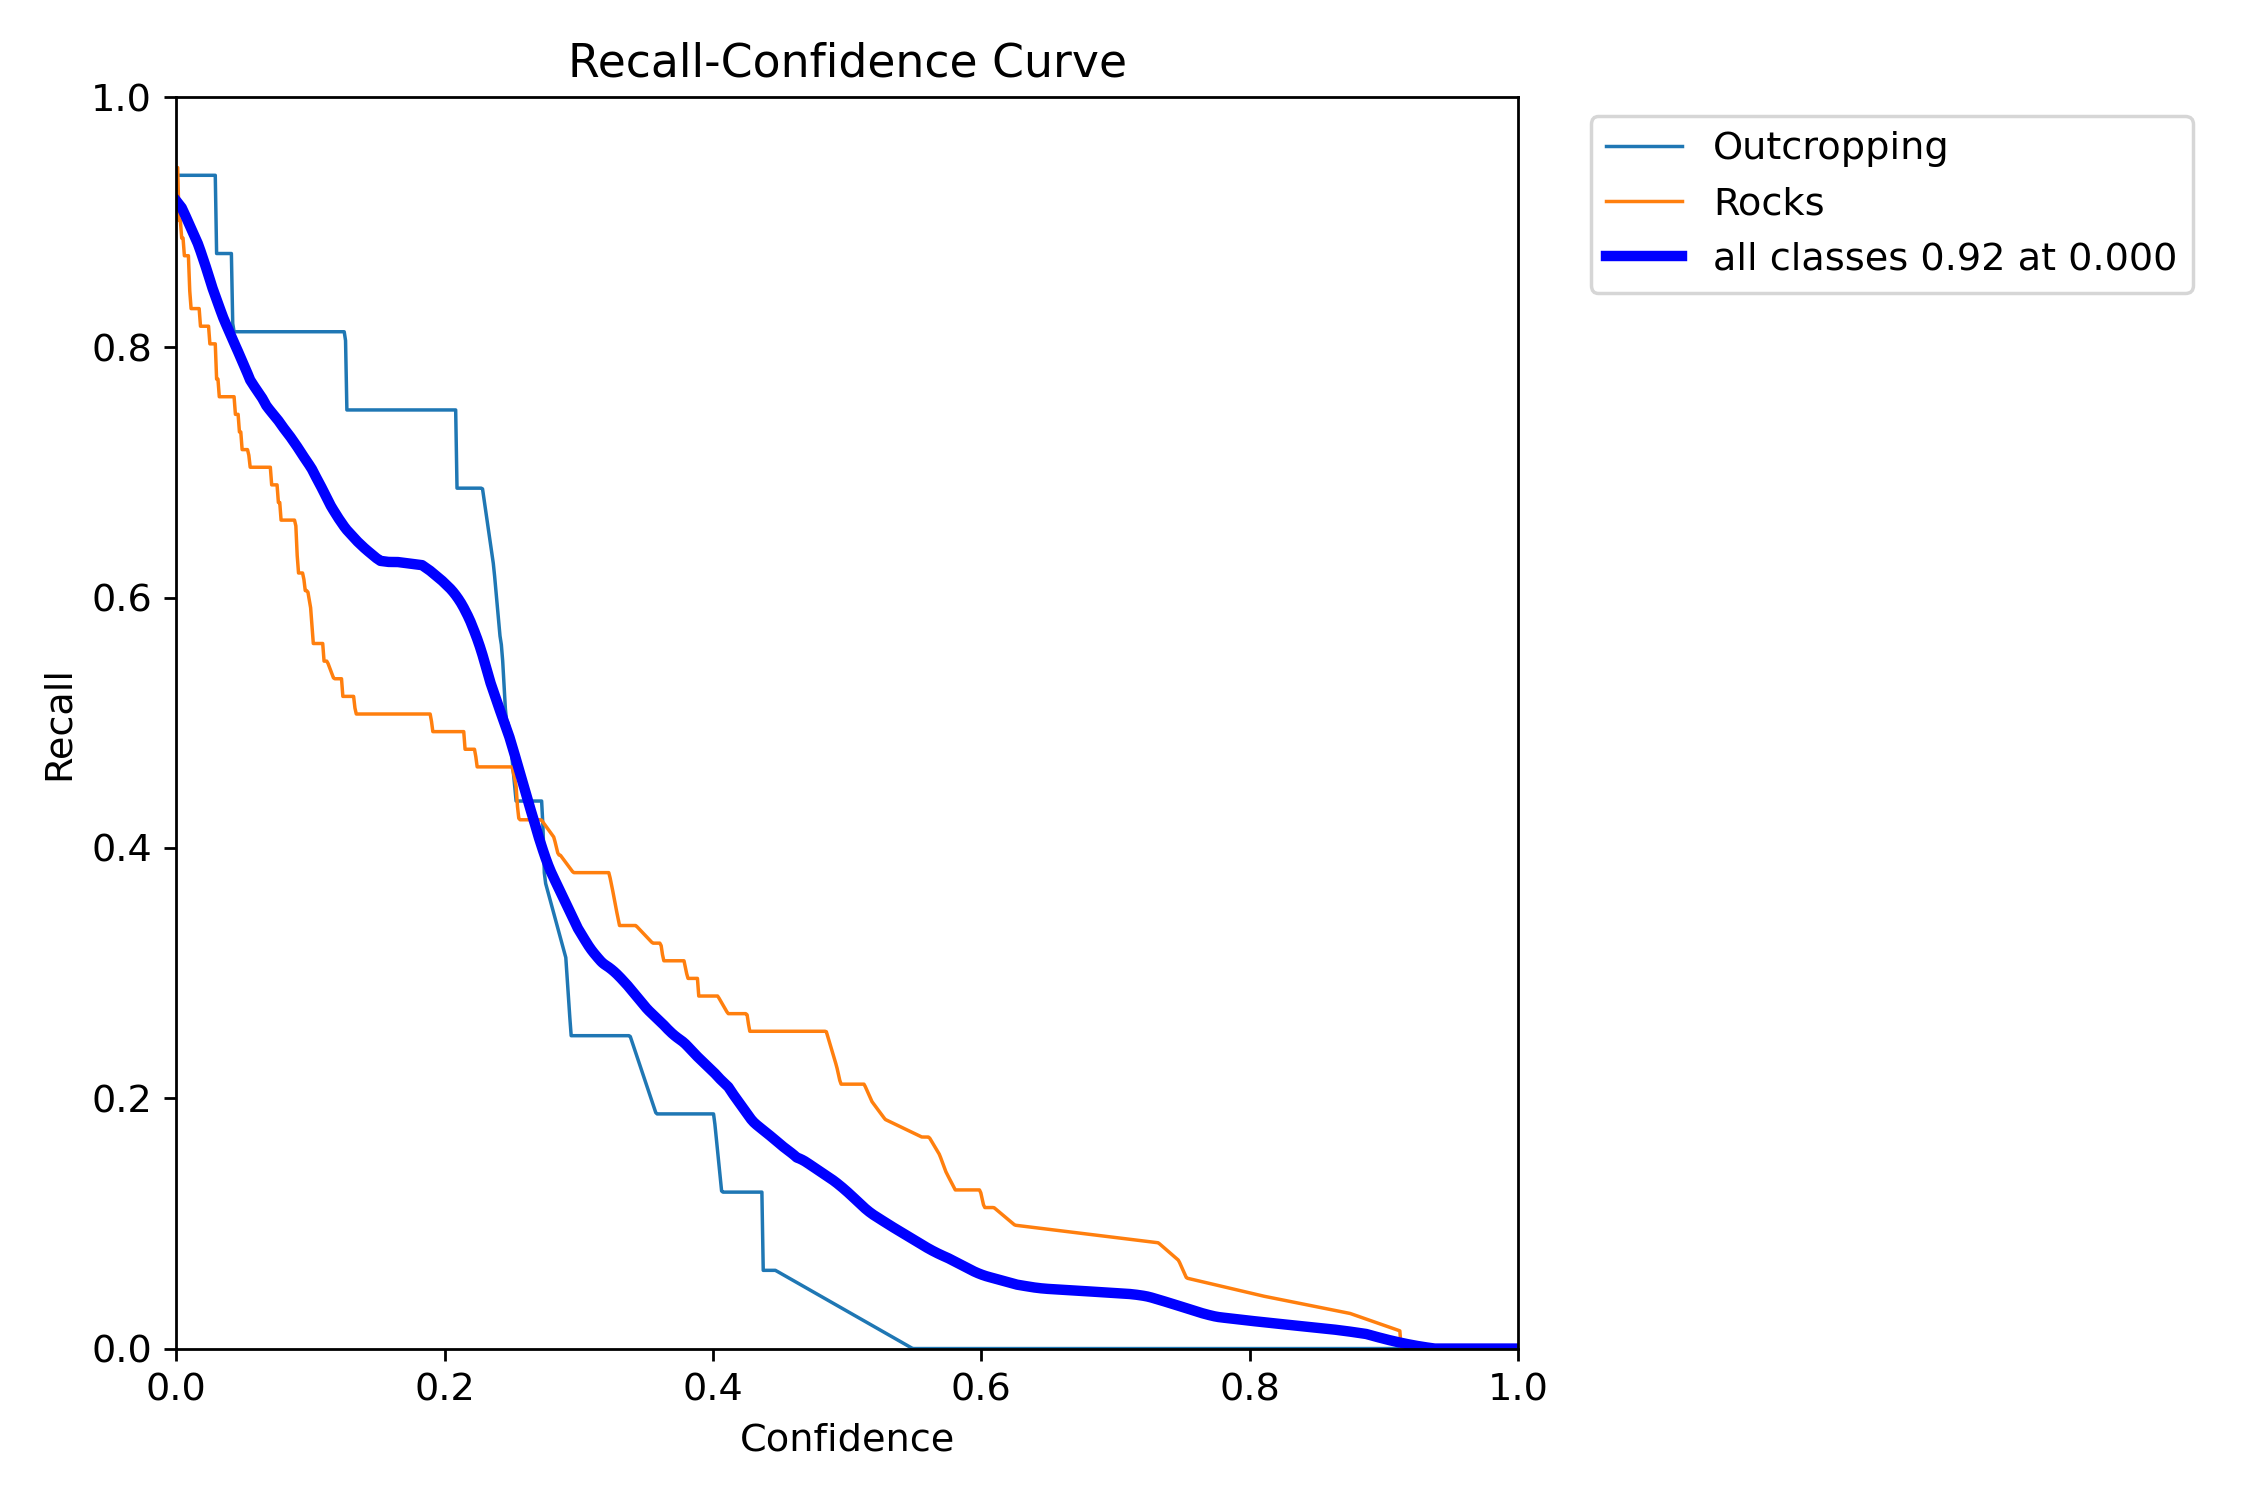 Recall-Confidence Curve
1.0
0.8
0.6
0.4
0.2
0.0
Recall
0.0 0.2 0.4 0.6 0.8 1.0
Confidence
Outcropping
Rocks
all classes 0.92 at 0.000